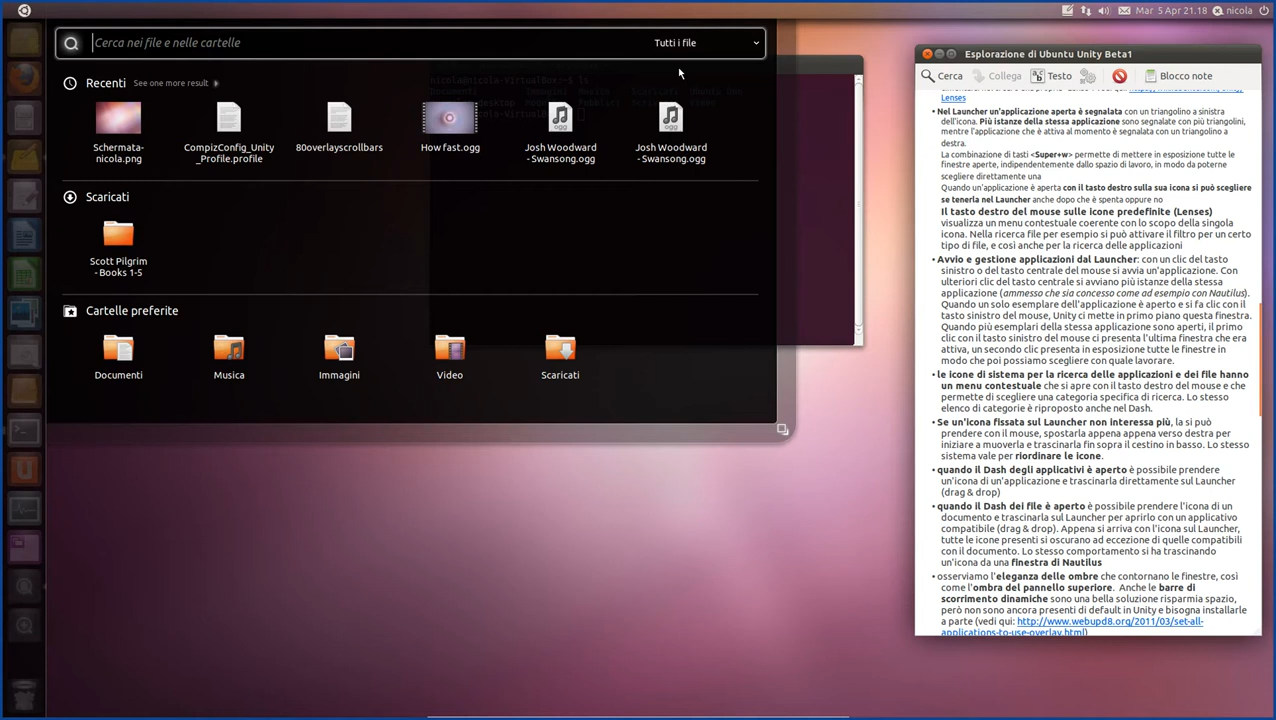 Mar 5 Apr 21.18 nicola
Cerca nei file e nelle cartelle
Tutti i file
Recenti See one more result
Schermata-
nicola.png
CompizConfig_Unity
_Profile.profile
80overlayscrollbars
How fast.ogg
Josh Woodward
- Swansong.ogg
Josh Woodward
- Swansong.ogg
Scaricati
Scott Pilgrim
- Books 1-5
Cartelle preferite
Documenti
Musica
Immagini
Video
Scaricati
Esplorazione di Ubuntu Unity Beta1
Cerca Collega Testo Blocco note
Lenses
• Nel Launcher un'applicazione aperta è segnalata con un triangolino a sinistra
dell'icona. Più istanze della stessa applicazione sono segnalate con più triangolini,
mentre l'applicazione che è attiva al momento è segnalata con un triangolino a
destra.
La combinazione di tasti <Super+w> permette di mettere in esposizione tutte le
finestre aperte, indipendentemente dallo spazio di lavoro, in modo da poterne
scegliere direttamente una
Quando un'applicazione è aperta con il tasto destro sulla sua icona si può scegliere
se tenerla nel Launcher anche dopo che è spenta oppure no
Il tasto destro del mouse sulle icone predefinite (Lenses)
visualizza un menu contestuale coerente con lo scopo della singola
icona. Nella ricerca file per esempio si può attivare il filtro per un certo
tipo di file, e così anche per la ricerca delle applicazioni
• Avvio e gestione applicazioni dal Launcher: con un clic del tasto
sinistro o del tasto centrale del mouse si avvia un'applicazione. Con
ulteriori clic del tasto centrale si avviano più istanze della stessa
applicazione (ammesso che sia concesso come ad esempio con Nautilus).
Quando un solo esemplare dell'applicazione è aperto e si fa clic con il
tasto sinistro del mouse, Unity ci mette in primo piano questa finestra.
Quando più esemplari della stessa applicazione sono aperti, il primo
clic con il tasto sinistro del mouse ci presenta l'ultima finestra che era
attiva, un secondo clic presenta in esposizione tutte le finestre in
modo che poi possiamo scegliere con quale lavorare.
• le icone di sistema per la ricerca delle applicazioni e dei file hanno
un menu contestuale che si apre con il tasto destro del mouse e che
permette di scegliere una categoria specifica di ricerca. Lo stesso
elenco di categorie è riproposto anche nel Dash.
• Se un'icona fissata sul Launcher non interessa più, la si può
prendere con il mouse, spostarla appena appena verso destra per
iniziare a muoverla e trascinarla fin sopra il cestino in basso. Lo stesso
sistema vale per riordinare le icone.
• quando il Dash degli applicativi è aperto è possibile prendere
un'icona di un'applicazione e trascinarla direttamente sul Launcher
(drag & drop)
• quando il Dash dei file è aperto è possibile prendere l'icona di un
documento e trascinarla sul Launcher per aprirlo con un applicativo
compatibile (drag & drop). Appena si arriva con l'icona sul Launcher,
tutte le icone presenti si oscurano ad eccezione di quelle compatibili
con il documento. Lo stesso comportamento si ha trascinando
un'icona da una finestra di Nautilus
• osserviamo l'eleganza delle ombre che contornano le finestre, così
come l'ombra del pannello superiore. Anche le barre di
scorrimento dinamiche sono una bella soluzione risparmia spazio,
però non sono ancora presenti di default in Unity e bisogna installarle
a parte (vedi qui: http://www.webupd8.org/2011/03/set-all-
applications-to-use-overlay.html)